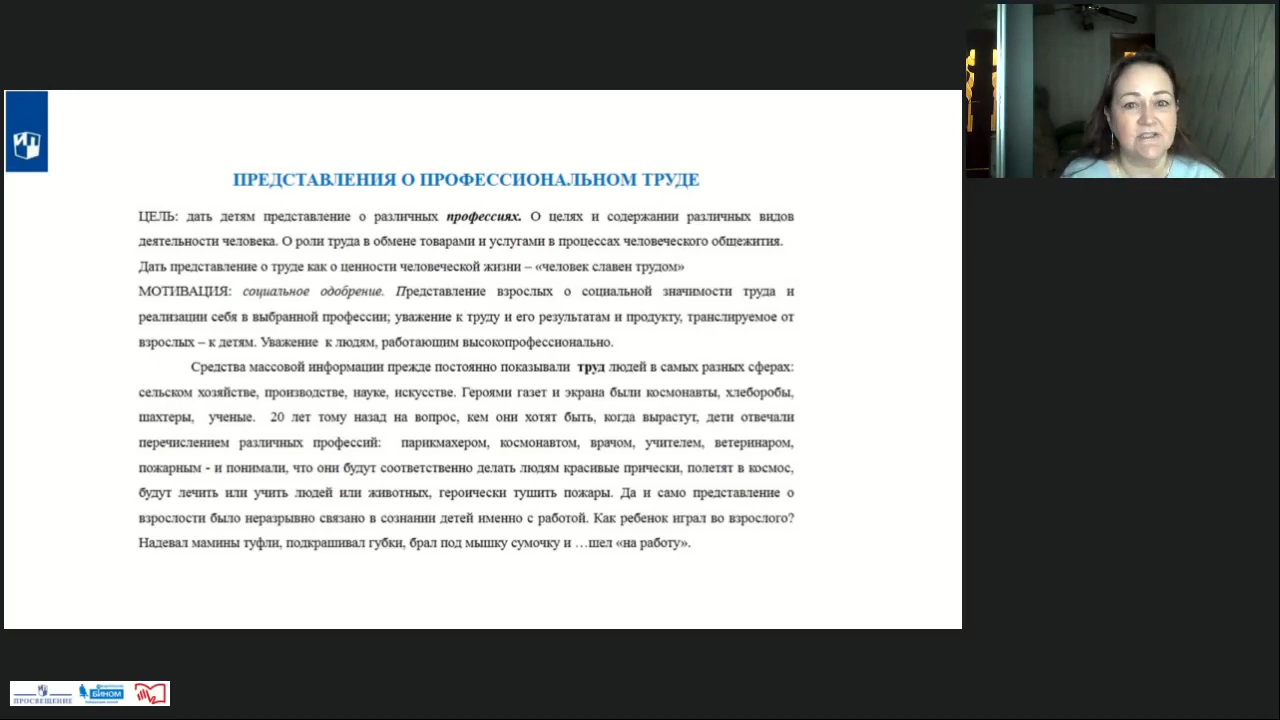 ИП
ПРЕДСТАВЛЕНИЯ О ПРОФЕССИОНАЛЬНОМ ТРУДЕ
ЦЕЛЬ: дать детям представление о различных профессиях. О целях и содержании различных видов
деятельности человека. О роли труда в обмене товарами и услугами в процессах человеческого общежития.
Дать представление о труде как о ценности человеческой жизни – «человек славен трудом»
МОТИВАЦИЯ: социальное одобрение. Представление взрослых о социальной значимости труда и
реализации себя в выбранной профессии; уважение к труду и его результатам и продукту, транслируемое от
взрослых – к детям. Уважение к людям, работающим высокопрофессионально.
Средства массовой информации прежде постоянно показывали труд людей в самых разных сферах:
сельском хозяйстве, производстве, науке, искусстве. Героями газет и экрана были космонавты, хлеборобы,
шахтеры, ученые. 20 лет тому назад на вопрос, кем они хотят быть, когда вырастут, дети отвечали
перечислением различных профессий: парикмахером, космонавтом, врачом, учителем, ветеринаром,
пожарным - и понимали, что они будут соответственно делать людям красивые прически, полетят в космос,
будут лечить или учить людей или животных, героически тушить пожары. Да и само представление о
взрослости было неразрывно связано в сознании детей именно с работой. Как ребенок играл во взрослого?
Надевал мамины туфли, подкрашивал губки, брал под мышку сумочку и …шел «на работу».
ПРОСВЕЩЕНИЕ
БИНОМ